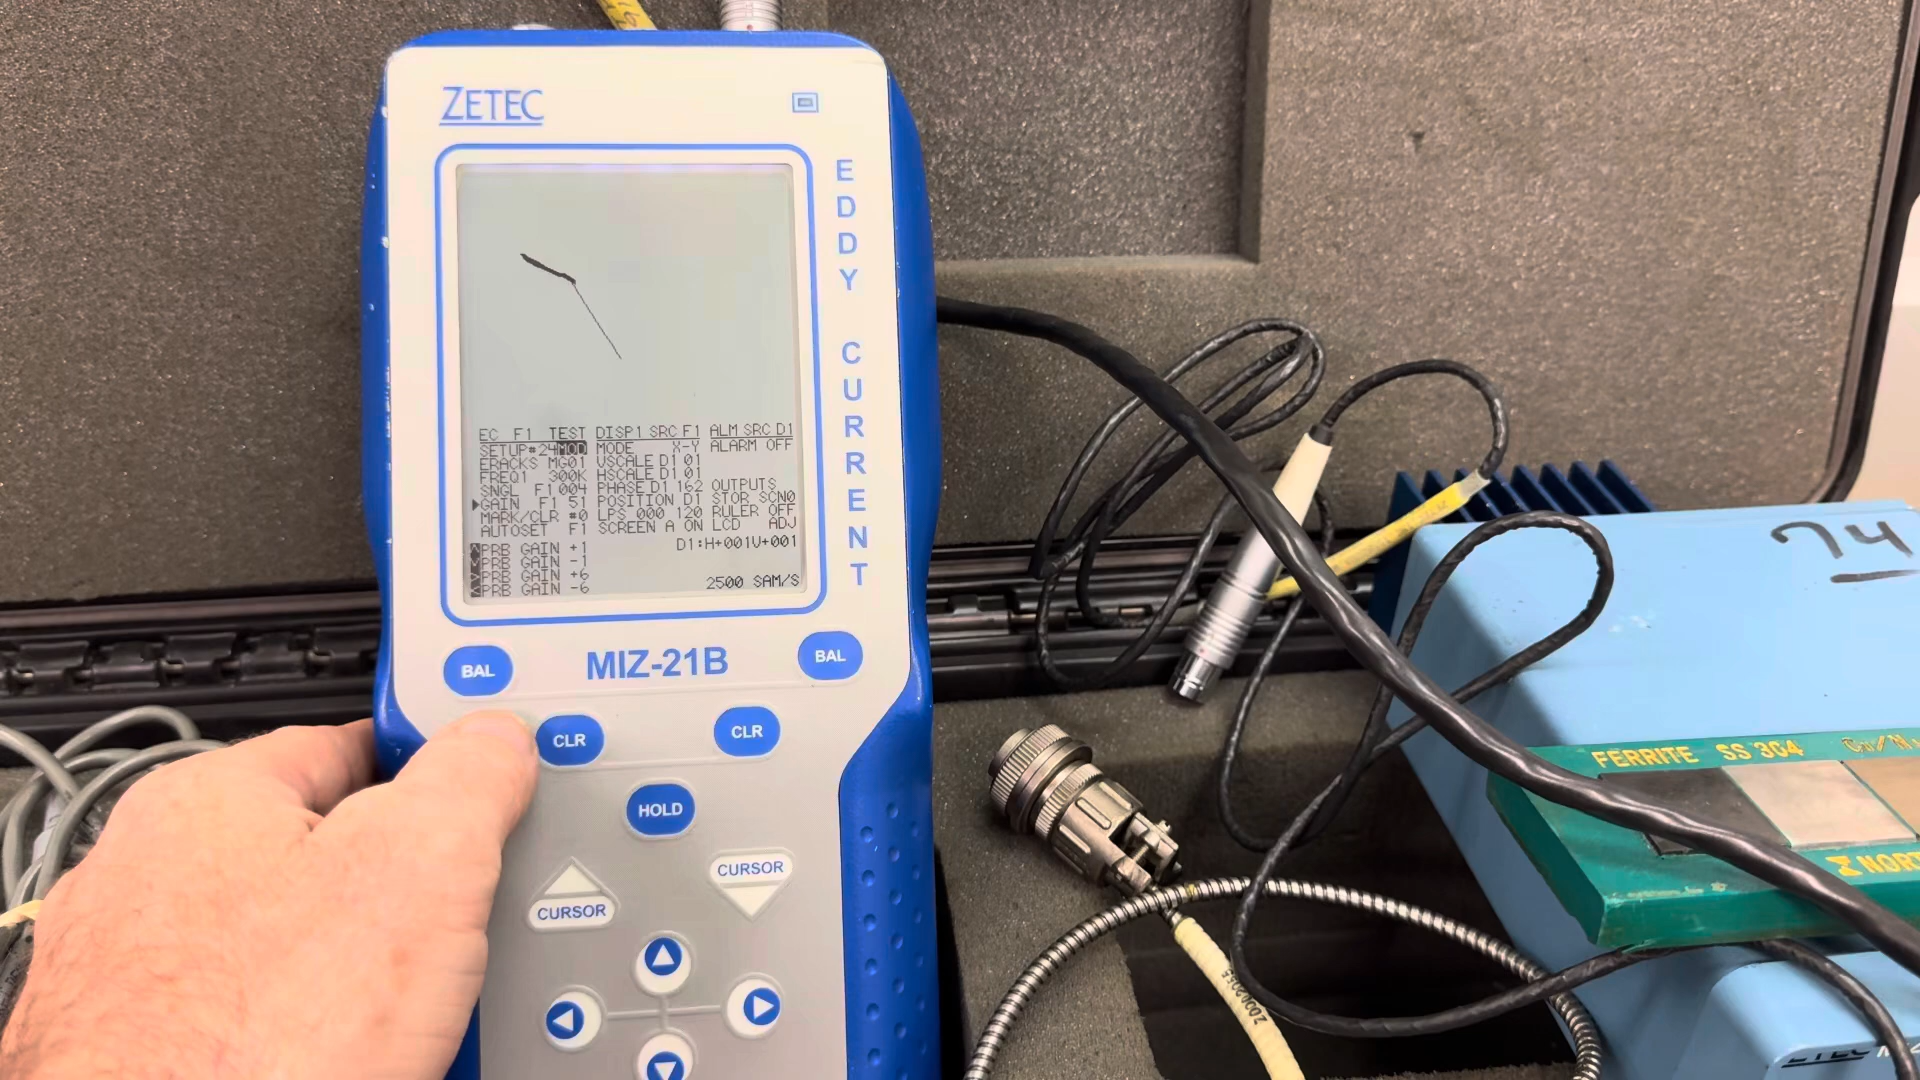 ZETEC
EDDY CURRENT
EC F1 TEST DISP1 SRC F1 ALM SRC D1
SETUP#24MOD MODE X-Y ALARM OFF
ERACKS MG01 VSCALE D1 01
FREQ1 300K HSCALE D1 01
SNGL F1 004 PHASE D1 162 OUTPUTS
GAIN F1 51 POSITION D1 STOR SCN0
MARK/CLR #0 LPS 000 120 RULER OFF
AUTOSET F1 SCREEN A ON LCD ADJ
PRB GAIN +1 D1:H+001V+001
PRB GAIN -1
PRB GAIN +6
PRB GAIN -6 2500 SAM/S
BAL MIZ-21B BAL
CLR CLR
HOLD
CURSOR
CURSOR
74
FERRITE SS 304
NORT